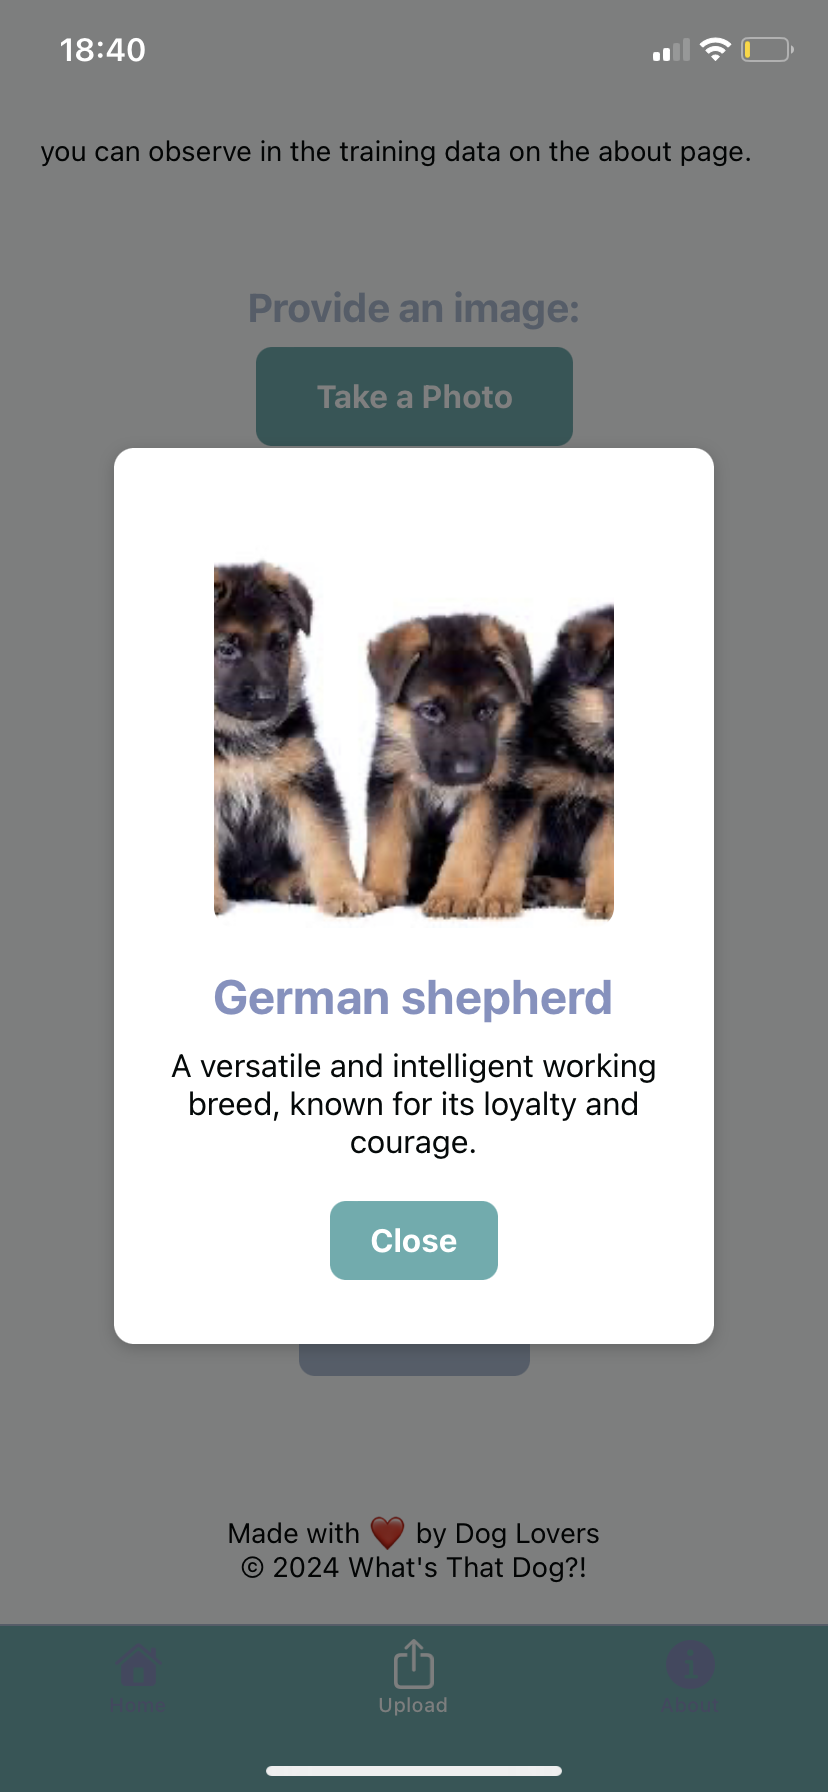 18:40
you can observe in the training data on the about page.
Provide an image:
Take a Photo
German shepherd
A versatile and intelligent working
breed, known for its loyalty and
courage.
Close
Made with ❤️ by Dog Lovers
© 2024 What's That Dog?!
Home
Upload
About